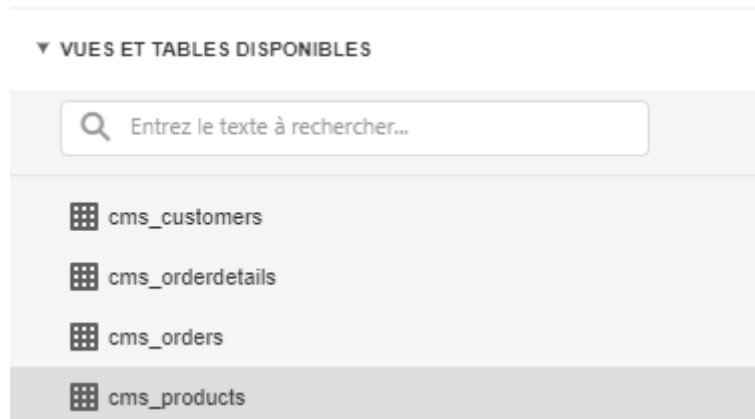 VUES ET TABLES DISPONIBLES
Entrez le texte à rechercher...
cms_customers
cms_orderdetails
cms_orders
cms_products